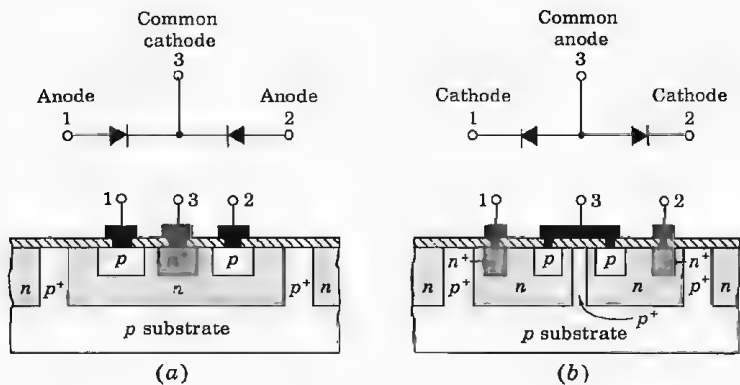 Common
cathode
3
Anode
1
Anode
2
1
3
2
n
p+
p
n+
p
n
p+
n
p substrate
(a)
Common
anode
3
Cathode
1
Cathode
2
1
3
2
n
p+
n+
p
p
n+
n
n
p+
n
p+
p substrate
(b)